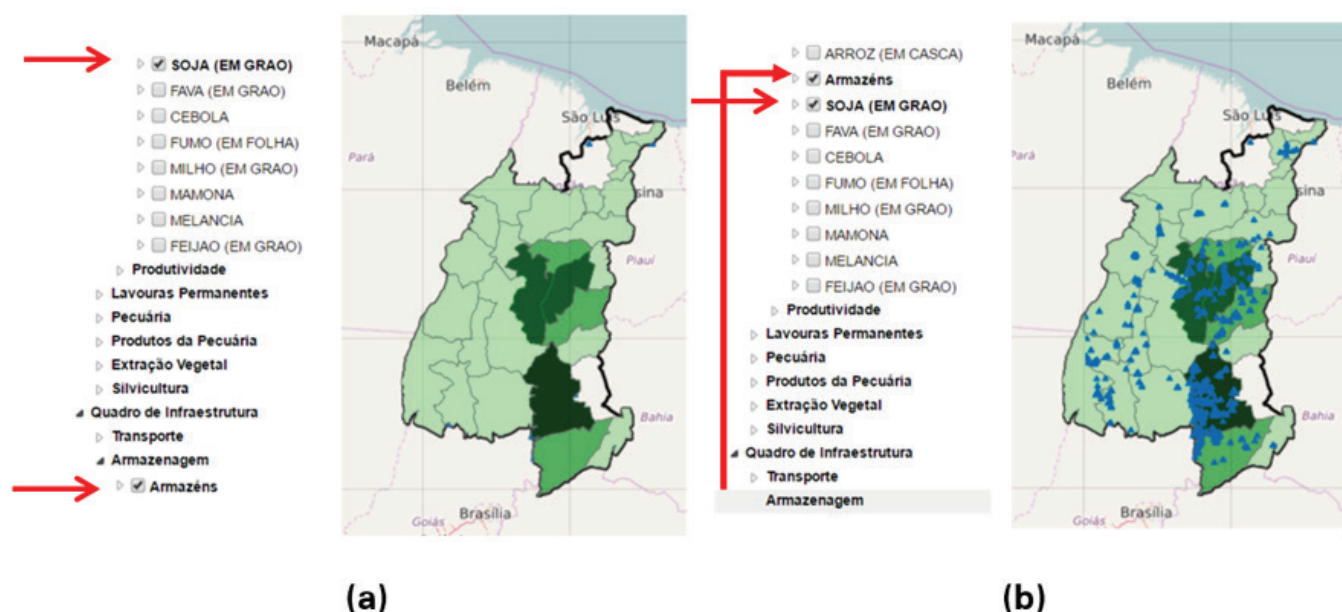 SOJA (EM GRAO)
FAVA (EM GRAO)
CEBOLA
FUMO (EM FOLHA)
MILHO (EM GRAO)
MAMONA
MELANCIA
FEIJAO (EM GRAO)
Produtividade
Lavouras Permanentes
Pecuária
Produtos da Pecuária
Extração Vegetal
Silvicultura
Quadro de Infraestrutura
Transporte
Armazenagem
Armazéns
Macapá
Belém
São Luís
Pará
sina
Piauí
Bahia
Brasília
Goiás
(a)
ARROZ (EM CASCA)
Armazéns
SOJA (EM GRAO)
FAVA (EM GRAO)
CEBOLA
FUMO (EM FOLHA)
MILHO (EM GRAO)
MAMONA
MELANCIA
FEIJAO (EM GRAO)
Produtividade
Lavouras Permanentes
Pecuária
Produtos da Pecuária
Extração Vegetal
Silvicultura
Quadro de Infraestrutura
Transporte
Armazenagem
Macapá
Belém
São Luís
Pará
sina
Piauí
Bahia
Brasília
Goiás
(b)